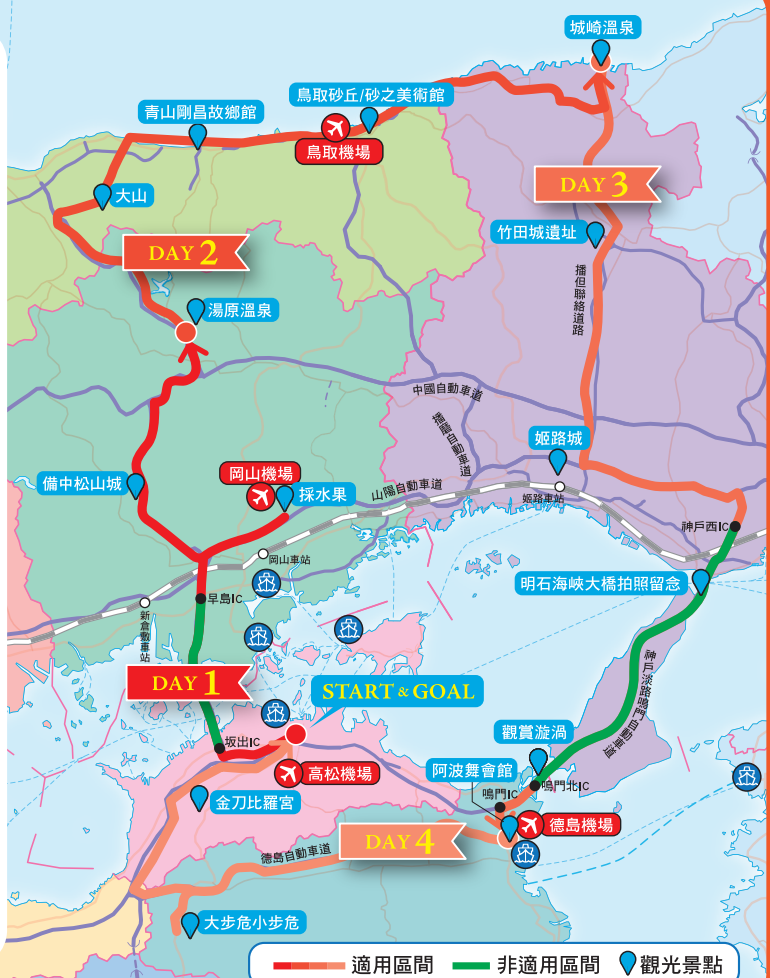 城崎溫泉
鳥取砂丘/砂之美術館
青山剛昌故鄉館
鳥取機場
DAY 3
大山
竹田城遺址
DAY 2
播但聯絡道路
湯原溫泉
中國自動車道
播磨自動車道
姬路城
岡山機場
備中松山城
採水果
山陽自動車道
姬路車站
神戶西IC
岡山車站
明石海峽大橋拍照留念
早島IC
新倉敷車站
神戶淡路鳴門自動車道
DAY 1
START & GOAL
觀賞漩渦
坂出IC
阿波舞會館
高松機場
鳴門北IC
鳴門IC
金刀比羅宮
德島機場
DAY 4
德島自動車道
大步危小步危
適用區間
非適用區間
觀光景點